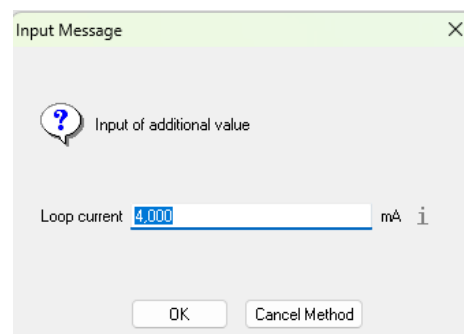 Input Message
Input of additional value
Loop current 4,000 mA i
OK Cancel Method